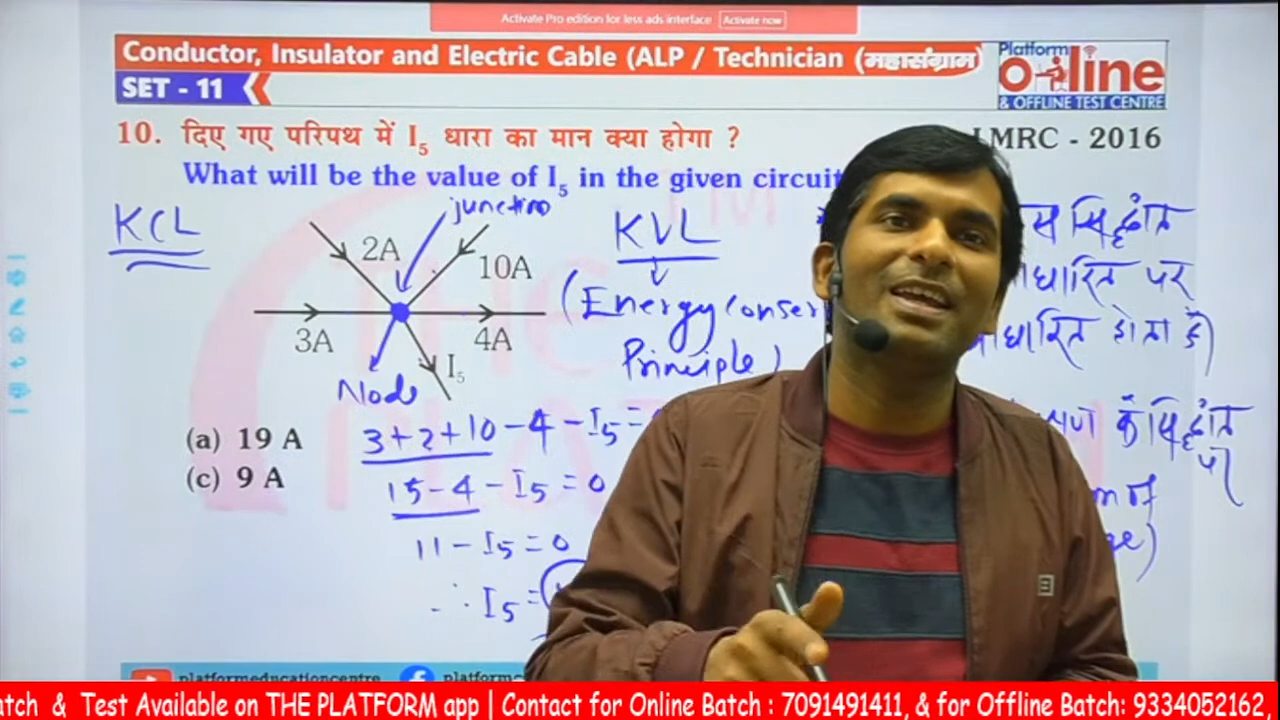 Activate Pro edition for less ads interface Activate now
Conductor, Insulator and Electric Cable (ALP / Technician (महासंग्राम)
SET - 11
Platform
Online
& OFFLINE TEST CENTRE
10. दिए गए परिपथ में I₅ धारा का मान क्या होगा ?
LMRC - 2016
What will be the value of I₅ in the given circuit
KCL
junction
KVL
2A
10A
3A
4A
I₅
Node
(Energy Conser
Principle)
सिद्धांत
पर
होता है)
के सिद्धांत
पर
(a) 19 A
(c) 9 A
3+2+10-4-I₅=
15-4-I₅=0
11-I₅=0
∴I₅=
of
platformeducationcentre
atch & Test Available on THE PLATFORM app | Contact for Online Batch : 7091491411, & for Offline Batch: 9334052162,